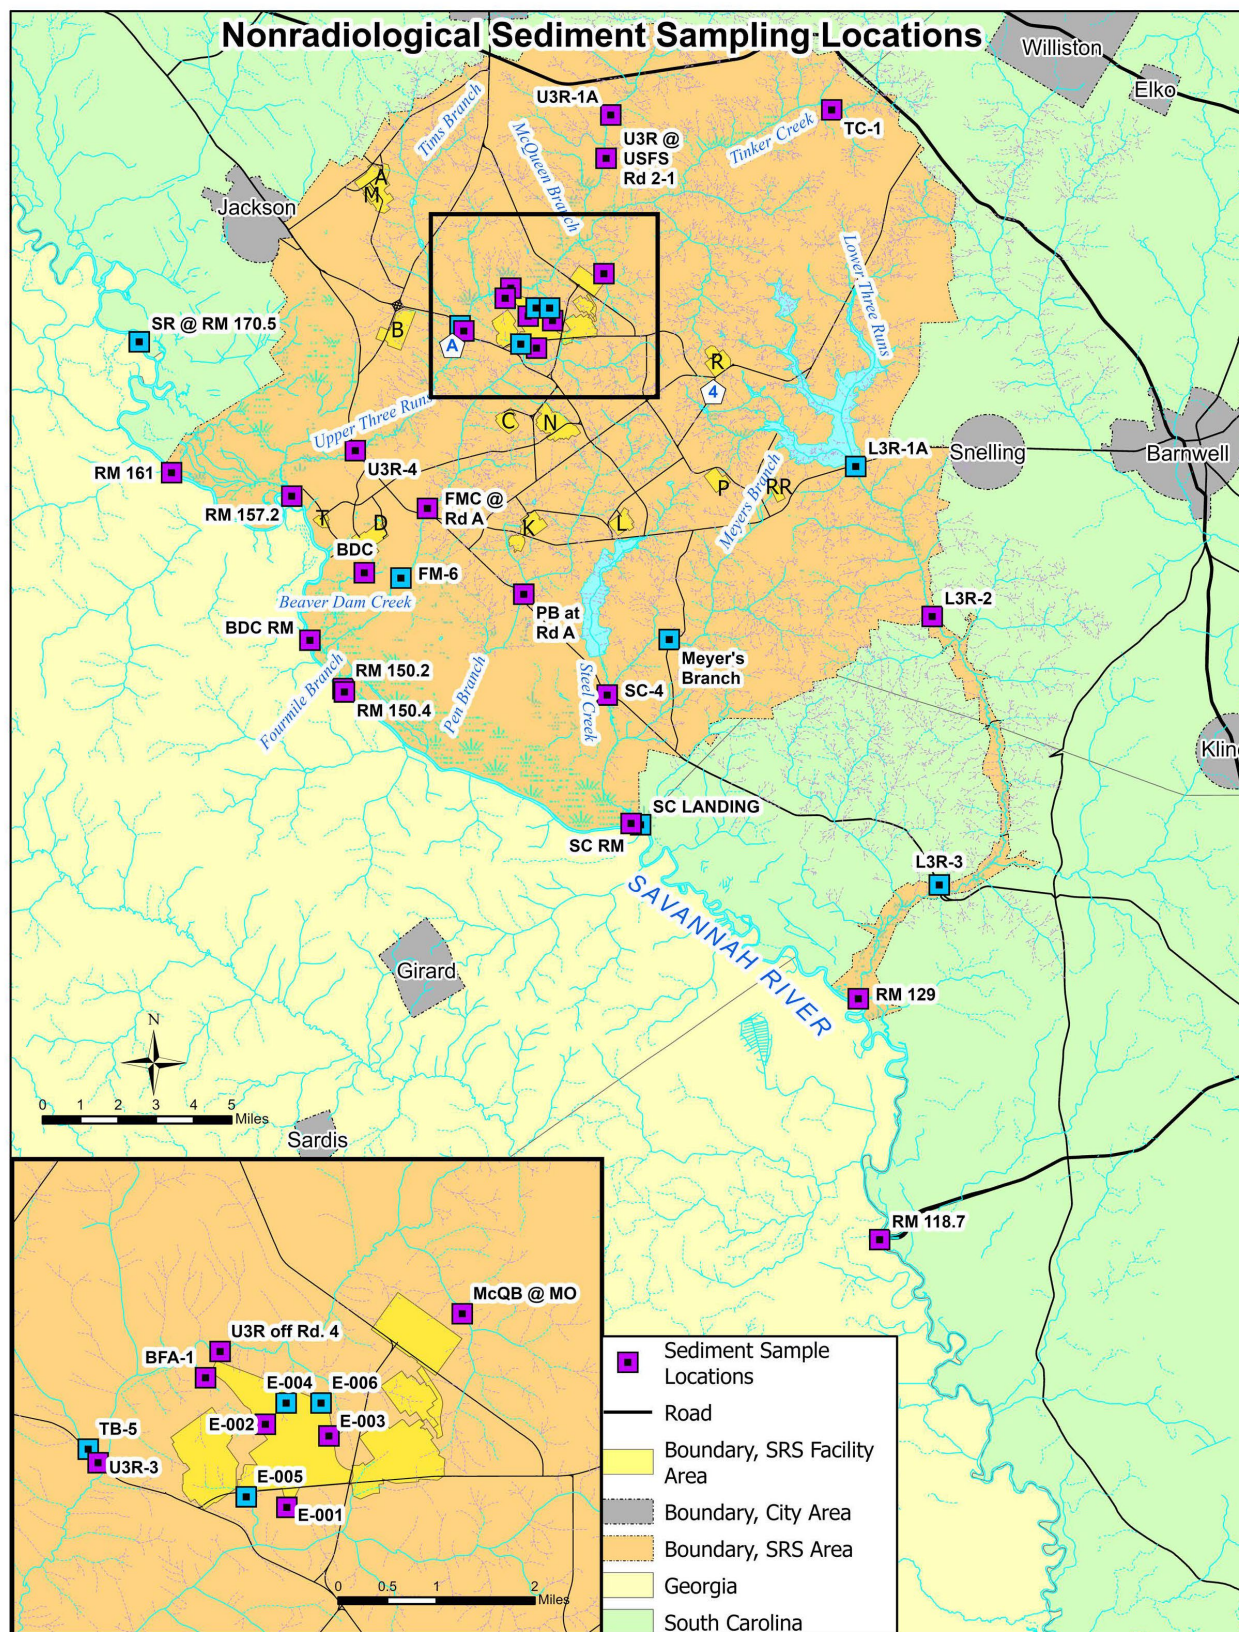 Nonradiological Sediment Sampling Locations
Williston
Elko
U3R-1A
TC-1
Tims Branch
McQueen Branch
U3R @
USFS
Rd 2-1
Tinker Creek
A
M
Jackson
Lower Three Runs
SR @ RM 170.5
B
A
R
4
Upper Three Runs
C
N
U3R-4
L3R-1A
Snelling
Barnwell
RM 161
RM 157.2
FMC @
Rd A
P
RR
Meyers Branch
T
D
K
L
BDC
FM-6
Beaver Dam Creek
PB at
Rd A
L3R-2
BDC RM
Meyer's
Branch
RM 150.2
RM 150.4
Fourmile Branch
Pen Branch
Steel Creek
SC-4
Kline
SC LANDING
SC RM
L3R-3
SAVANNAH RIVER
Girard
RM 129
N
0 1 2 3 4 5
Miles
Sardis
RM 118.7
McQB @ MO
U3R off Rd. 4
BFA-1
E-004
E-006
E-002
E-003
TB-5
U3R-3
E-005
E-001
0 0.5 1 2
Miles
Sediment Sample
Locations
Road
Boundary, SRS Facility
Area
Boundary, City Area
Boundary, SRS Area
Georgia
South Carolina